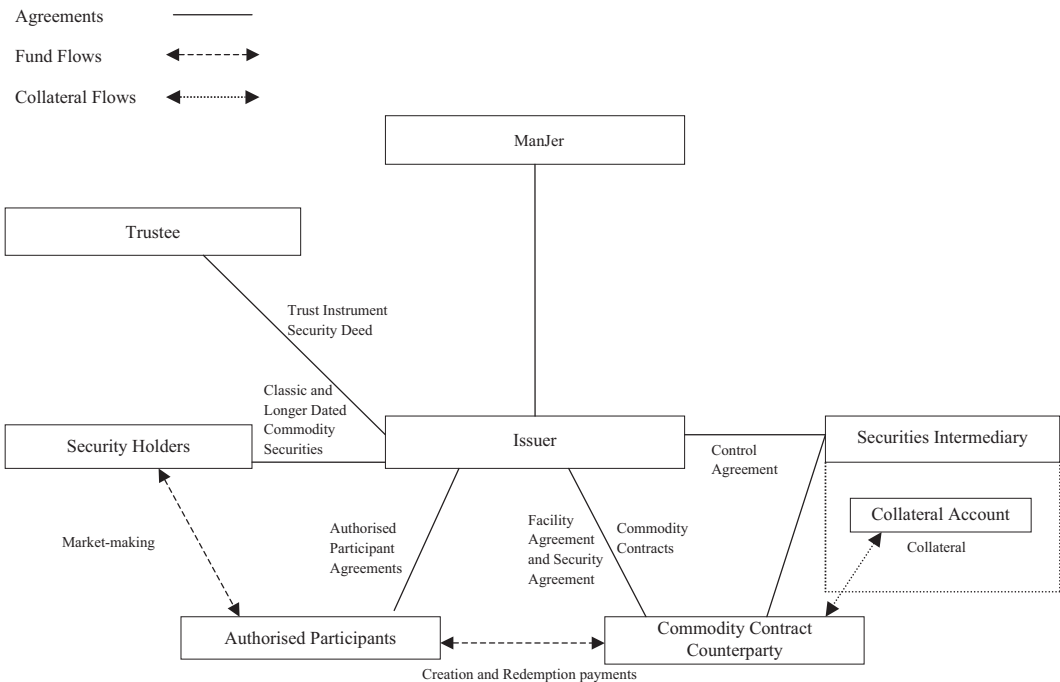 Agreements
Fund Flows
Collateral Flows
ManJer
Trustee
Trust Instrument
Security Deed
Classic and
Longer Dated
Commodity
Securities
Security Holders
Issuer
Control
Agreement
Securities Intermediary
Collateral Account
Collateral
Market-making
Authorised
Participant
Agreements
Facility
Agreement
and Security
Agreement
Commodity
Contracts
Authorised Participants
Commodity Contract
Counterparty
Creation and Redemption payments